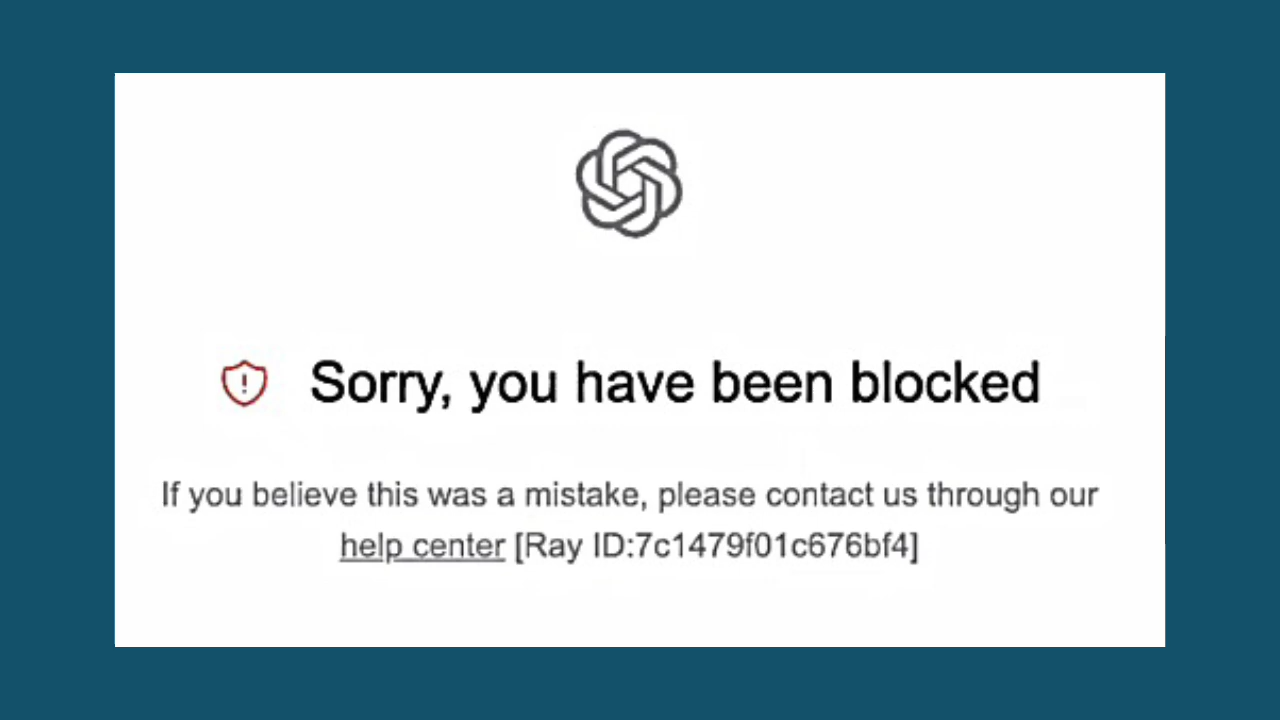 Sorry, you have been blocked
If you believe this was a mistake, please contact us through our
help center [Ray ID:7c1479f01c676bf4]